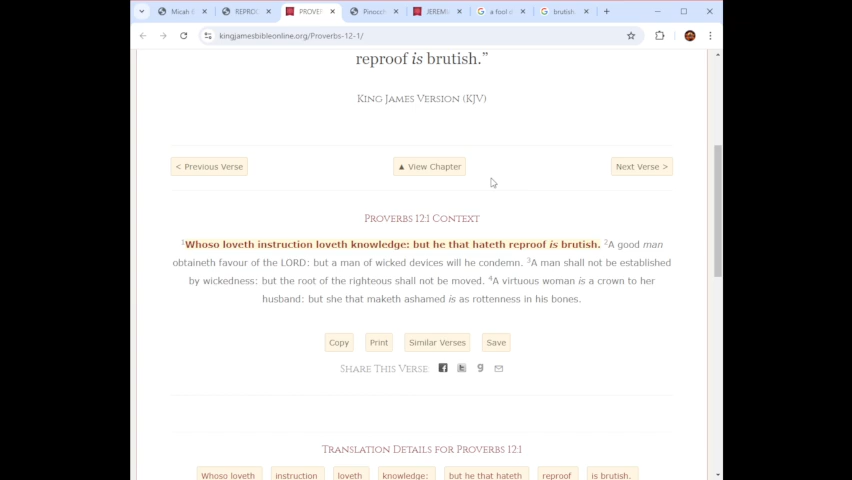 Micah 6
REPROO
PROVER
Pinocch
JEREMI
a fool d
brutish
kingjamesbibleonline.org/Proverbs-12-1/
reproof is brutish.”
King James Version (KJV)
< Previous Verse
▲ View Chapter
Next Verse >
Proverbs 12:1 Context
1Whoso loveth instruction loveth knowledge: but he that hateth reproof is brutish. 2A good man
obtaineth favour of the LORD: but a man of wicked devices will he condemn. 3A man shall not be established
by wickedness: but the root of the righteous shall not be moved. 4A virtuous woman is a crown to her
husband: but she that maketh ashamed is as rottenness in his bones.
Copy
Print
Similar Verses
Save
Share This Verse:
Translation Details for Proverbs 12:1
Whoso loveth
instruction
loveth
knowledge:
but he that hateth
reproof
is brutish.